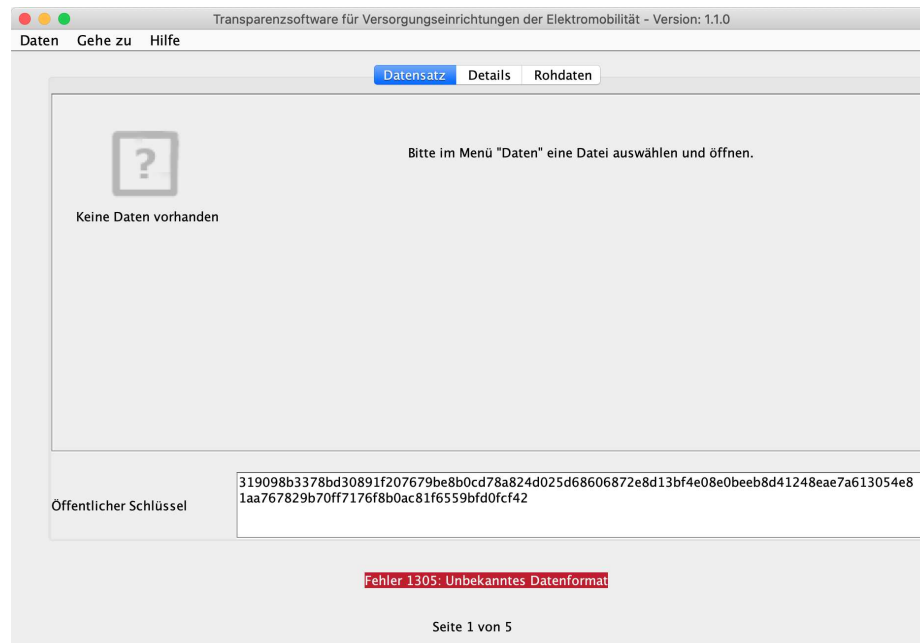 Transparenzsoftware für Versorgungseinrichtungen der Elektromobilität - Version: 1.1.0
Daten Gehe zu Hilfe
Datensatz Details Rohdaten
?
Bitte im Menü "Daten" eine Datei auswählen und öffnen.
Keine Daten vorhanden
Öffentlicher Schlüssel
319098b3378bd30891f207679be8b0cd78a824d025d68606872e8d13bf4e08e0beeb8d41248eae7a613054e8
1aa767829b70ff7176f8b0ac81f6559bfd0fcf42
Fehler 1305: Unbekanntes Datenformat
Seite 1 von 5